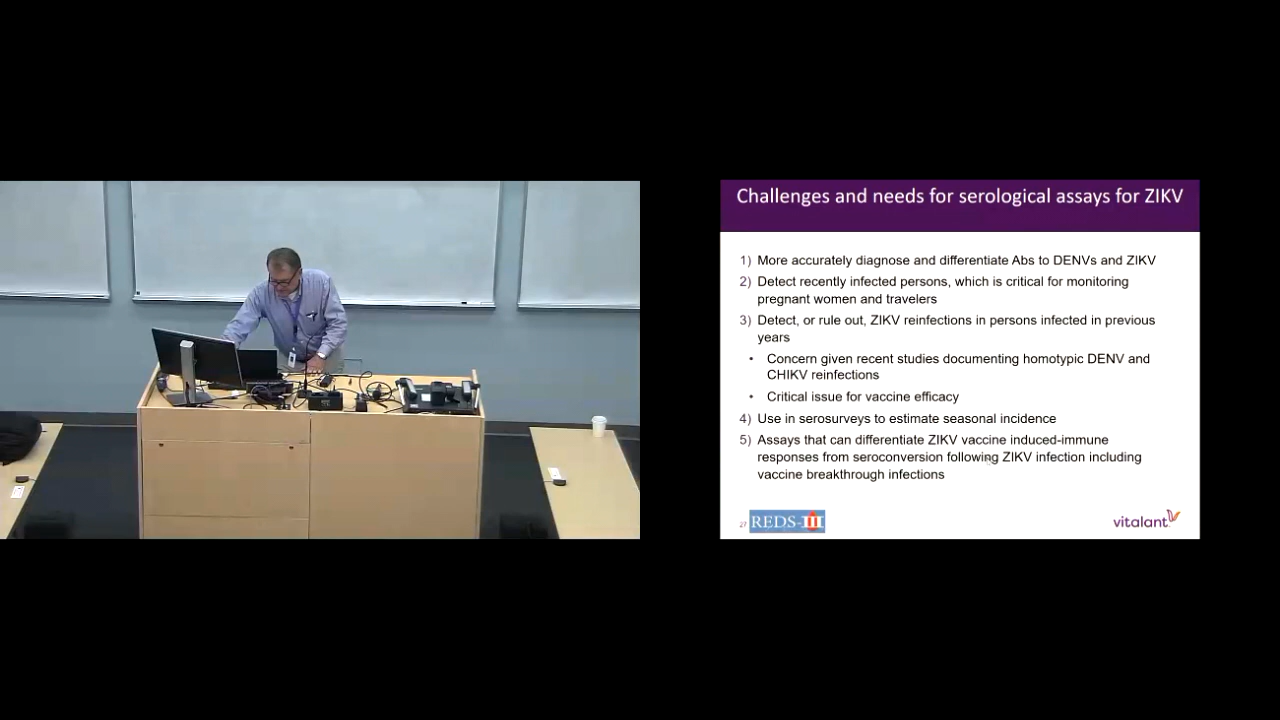 Challenges and needs for serological assays for ZIKV
1) More accurately diagnose and differentiate Abs to DENVs and ZIKV
2) Detect recently infected persons, which is critical for monitoring
pregnant women and travelers
3) Detect, or rule out, ZIKV reinfections in persons infected in previous
years
• Concern given recent studies documenting homotypic DENV and
CHIKV reinfections
• Critical issue for vaccine efficacy
4) Use in serosurveys to estimate seasonal incidence
5) Assays that can differentiate ZIKV vaccine induced-immune
responses from seroconversion following ZIKV infection including
vaccine breakthrough infections
REDS-III
vitalant